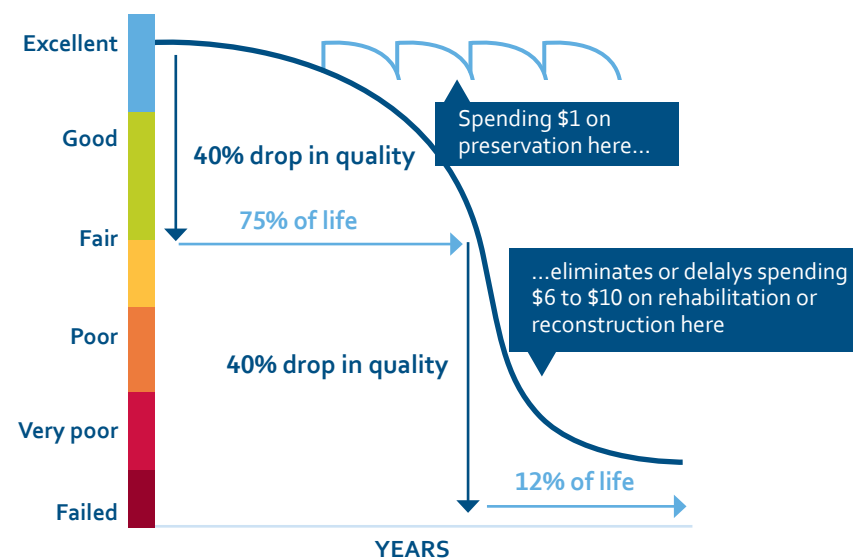 Excellent
Good
Fair
Poor
Very poor
Failed
40% drop in quality
75% of life
Spending $1 on
preservation here...
...eliminates or delalys spending
$6 to $10 on rehabilitation or
reconstruction here
40% drop in quality
12% of life
YEARS